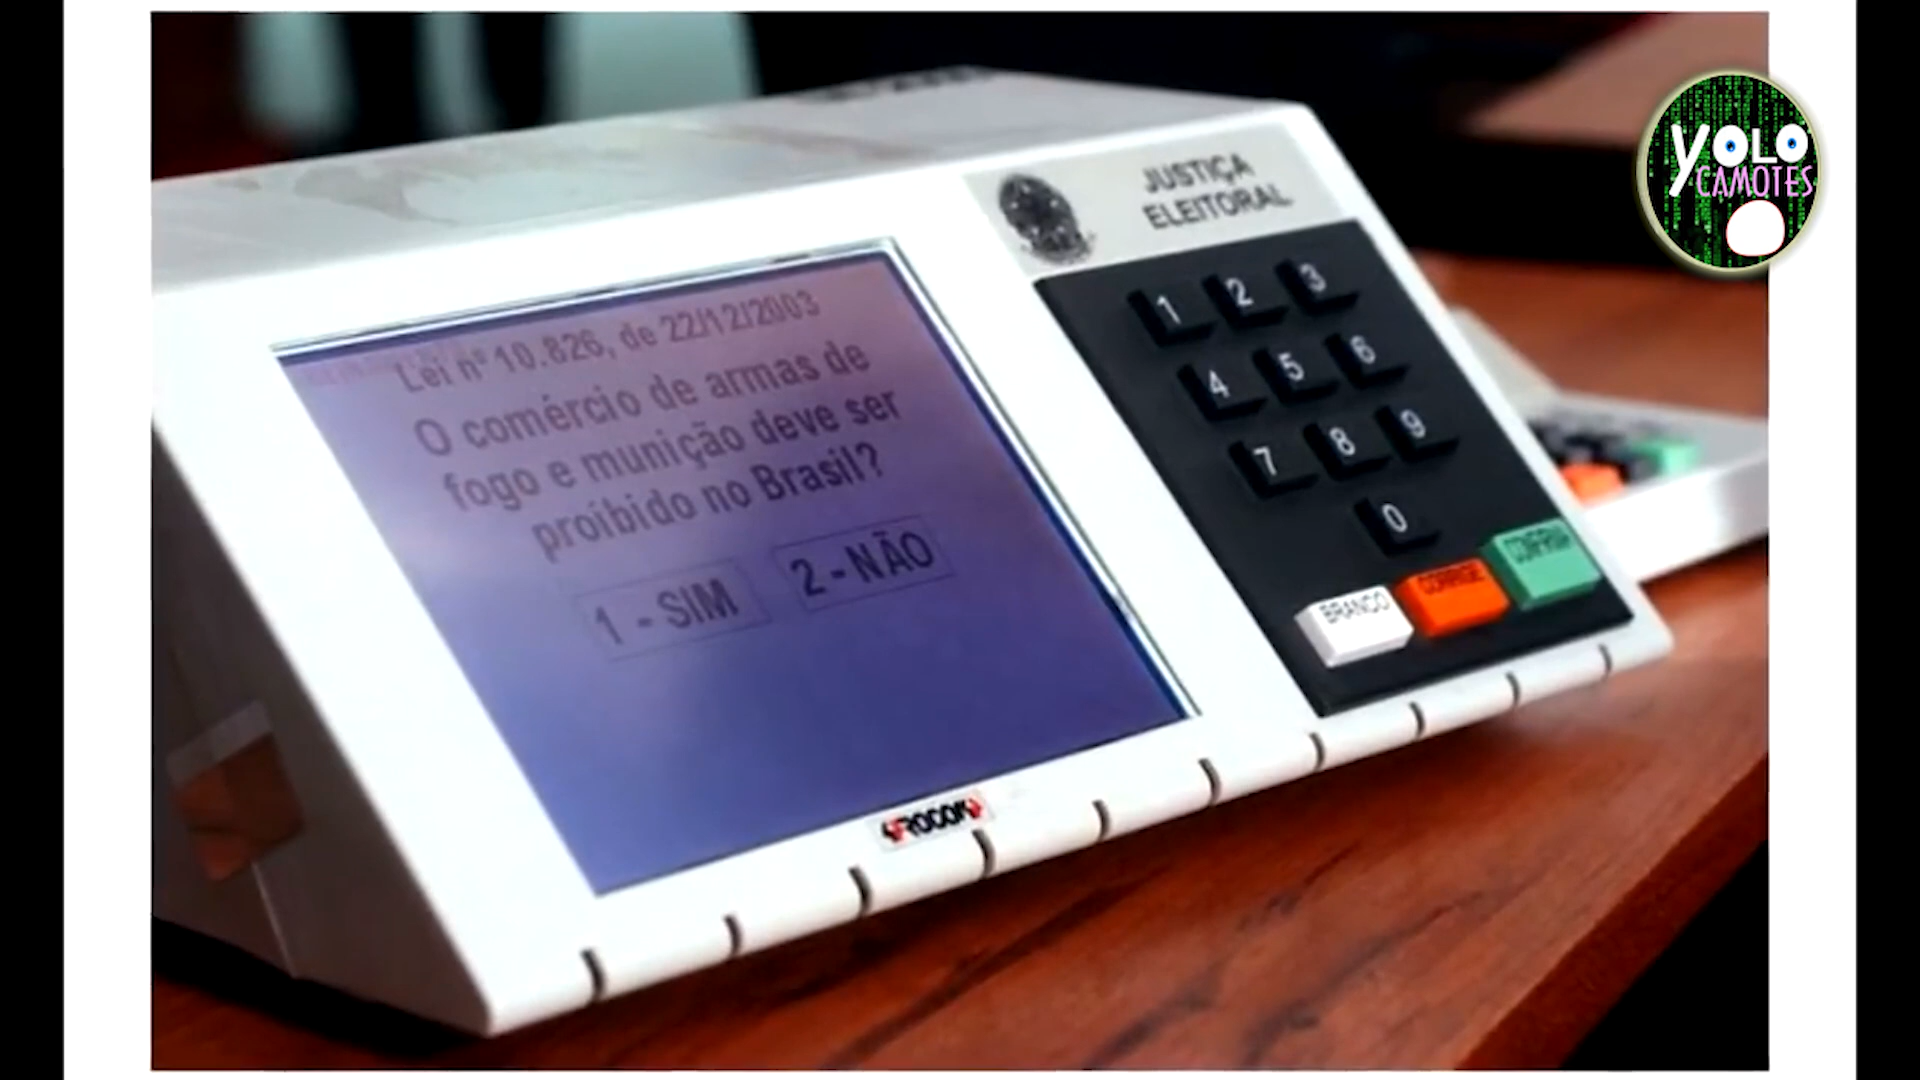 JUSTIÇA
ELEITORAL
Lei nº 10.826, de 22/12/2003
O comércio de armas de
fogo e munição deve ser
proibido no Brasil?
1 - SIM 2 - NÃO
1 2 3
4 5 6
7 8 9
0
BRANCO CORRIGE CONFIRMA
PROCOMP
YOLO
CAMOTES